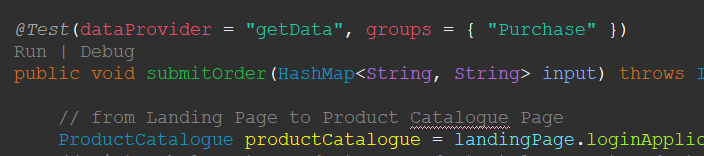 @Test(dataProvider = "getData", groups = { "Purchase" })
Run | Debug
public void submitOrder(HashMap<String, String> input) throws
// from Landing Page to Product Catalogue Page
ProductCatalogue productCatalogue = landingPage.loginApplic